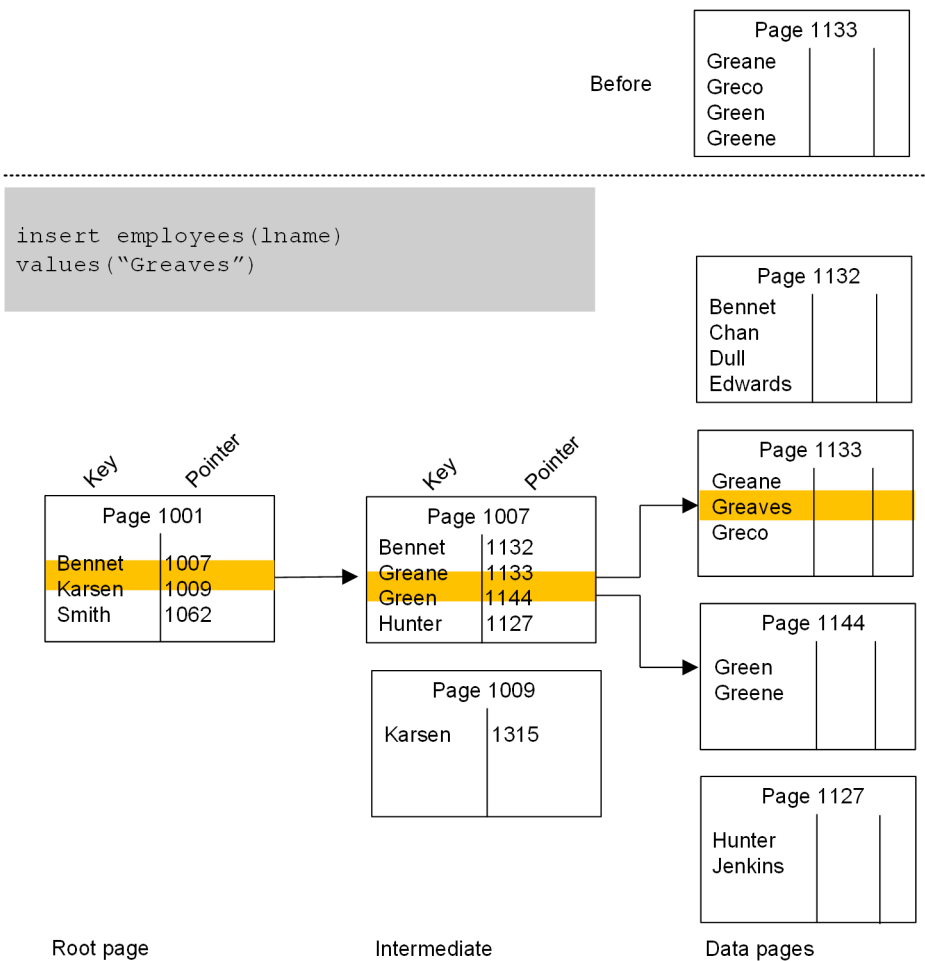 Page 1133
Before
Greane
Greco
Green
Greene
insert employees(lname)
values(“Greaves”)
Page 1132
Bennet
Chan
Dull
Edwards
Key Pointer
Page 1001
Bennet 1007
Karsen 1009
Smith 1062
Key Pointer
Page 1007
Bennet 1132
Greane 1133
Green 1144
Hunter 1127
Page 1009
Karsen 1315
Page 1133
Greane
Greaves
Greco
Page 1144
Green
Greene
Page 1127
Hunter
Jenkins
Root page
Intermediate
Data pages